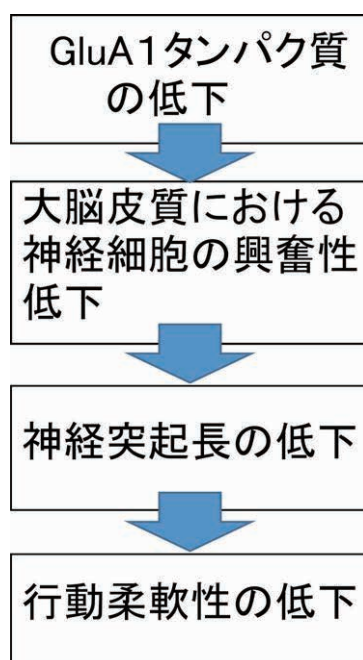 GluA1タンパク質
の低下
大脳皮質における
神経細胞の興奮性
低下
神経突起長の低下
行動柔軟性の低下